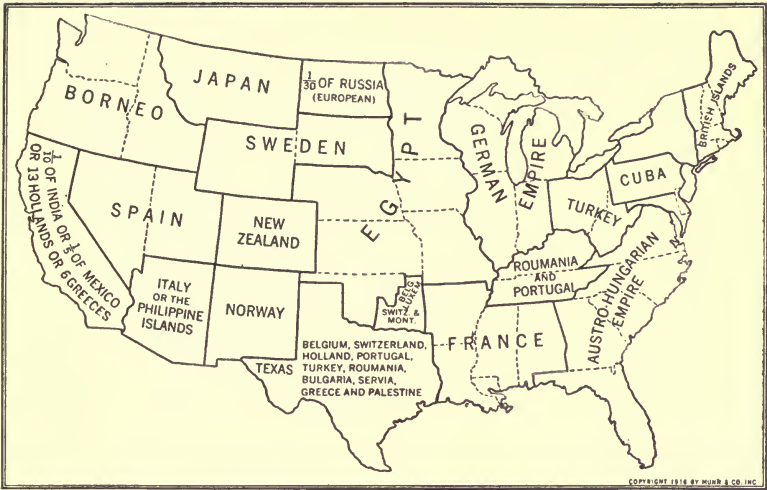 JAPAN
1/30 OF RUSSIA
(EUROPEAN)
BORNEO
SWEDEN
EGYPT
GERMAN
EMPIRE
BRITISH ISLANDS
CUBA
TURKEY
1/10 OF INDIA OR 1/5 OF MEXICO
OR 13 HOLLANDS OR 6 GREECES
SPAIN
NEW
ZEALAND
ROUMANIA
AND
PORTUGAL
AUSTRO-HUNGARIAN
EMPIRE
ITALY
OR THE
PHILIPPINE
ISLANDS
NORWAY
BELG.
LUXEM.
SWITZ. &
MONT.
FRANCE
TEXAS
BELGIUM, SWITZERLAND,
HOLLAND, PORTUGAL,
TURKEY, ROUMANIA,
BULGARIA, SERVIA,
GREECE AND PALESTINE
COPYRIGHT 1916 BY MUNN & CO. INC